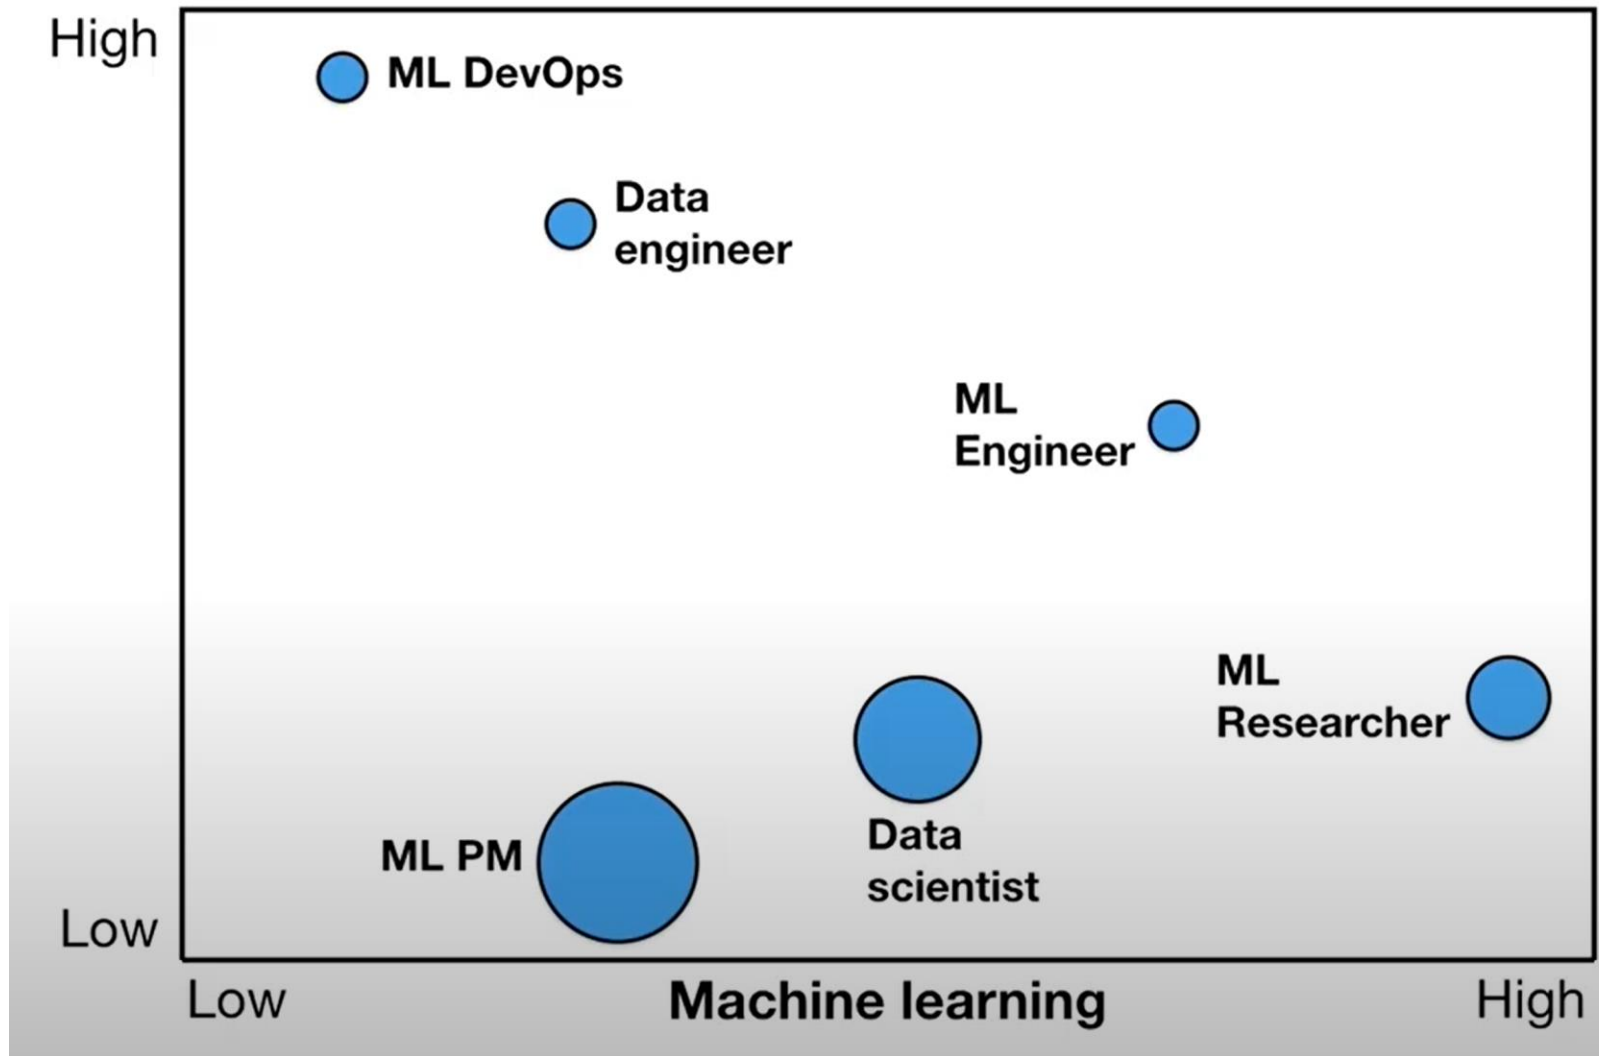 High
ML DevOps
Data
engineer
ML
Engineer
ML
Researcher
Data
scientist
ML PM
Low
Low
Machine learning
High